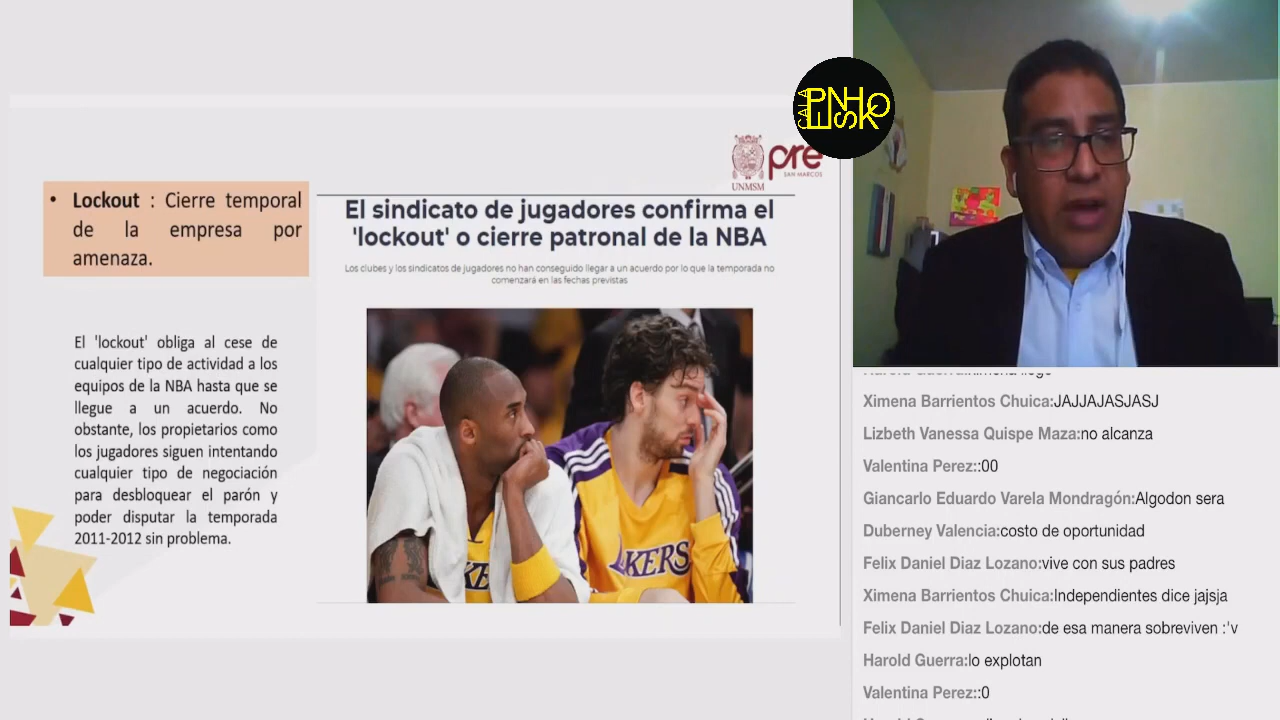 • Lockout : Cierre temporal
de la empresa por
amenaza.
El 'lockout' obliga al cese de
cualquier tipo de actividad a los
equipos de la NBA hasta que se
llegue a un acuerdo. No
obstante, los propietarios como
los jugadores siguen intentando
cualquier tipo de negociación
para desbloquear el parón y
poder disputar la temporada
2011-2012 sin problema.
UNMSM
pre
SAN MARCOS
El sindicato de jugadores confirma el
'lockout' o cierre patronal de la NBA
Los clubes y los sindicatos de jugadores no han conseguido llegar a un acuerdo por lo que la temporada no
comenzará en las fechas previstas
KE
KERS
CALA
PENHOSK
Ximena Barrientos Chuica:JAJJAJASJASJ
Lizbeth Vanessa Quispe Maza:no alcanza
Valentina Perez::00
Giancarlo Eduardo Varela Mondragón:Algodon sera
Duberney Valencia:costo de oportunidad
Felix Daniel Diaz Lozano:vive con sus padres
Ximena Barrientos Chuica:Independientes dice jajsja
Felix Daniel Diaz Lozano:de esa manera sobreviven :'v
Harold Guerra:lo explotan
Valentina Perez::0